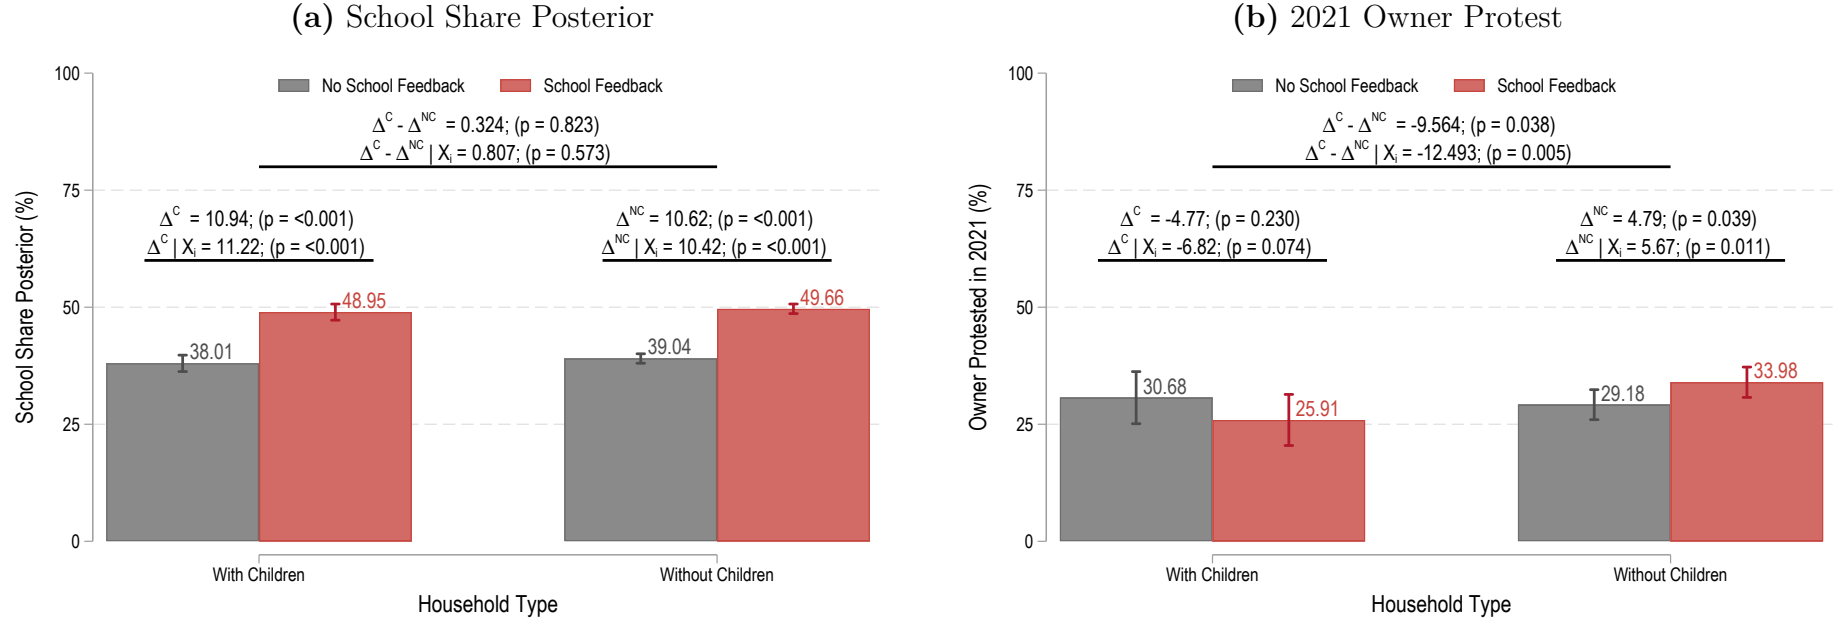 (a) School Share Posterior
No School Feedback
School Feedback
Δ^C - Δ^NC = 0.324; (p = 0.823)
Δ^C - Δ^NC | X_i = 0.807; (p = 0.573)
Δ^C = 10.94; (p = <0.001)
Δ^C | X_i = 11.22; (p = <0.001)
Δ^NC = 10.62; (p = <0.001)
Δ^NC | X_i = 10.42; (p = <0.001)
School Share Posterior (%)
100
75
50
25
0
38.01
48.95
39.04
49.66
With Children
Without Children
Household Type
(b) 2021 Owner Protest
No School Feedback
School Feedback
Δ^C - Δ^NC = -9.564; (p = 0.038)
Δ^C - Δ^NC | X_i = -12.493; (p = 0.005)
Δ^C = -4.77; (p = 0.230)
Δ^C | X_i = -6.82; (p = 0.074)
Δ^NC = 4.79; (p = 0.039)
Δ^NC | X_i = 5.67; (p = 0.011)
Owner Protested in 2021 (%)
100
75
50
25
0
30.68
25.91
29.18
33.98
With Children
Without Children
Household Type